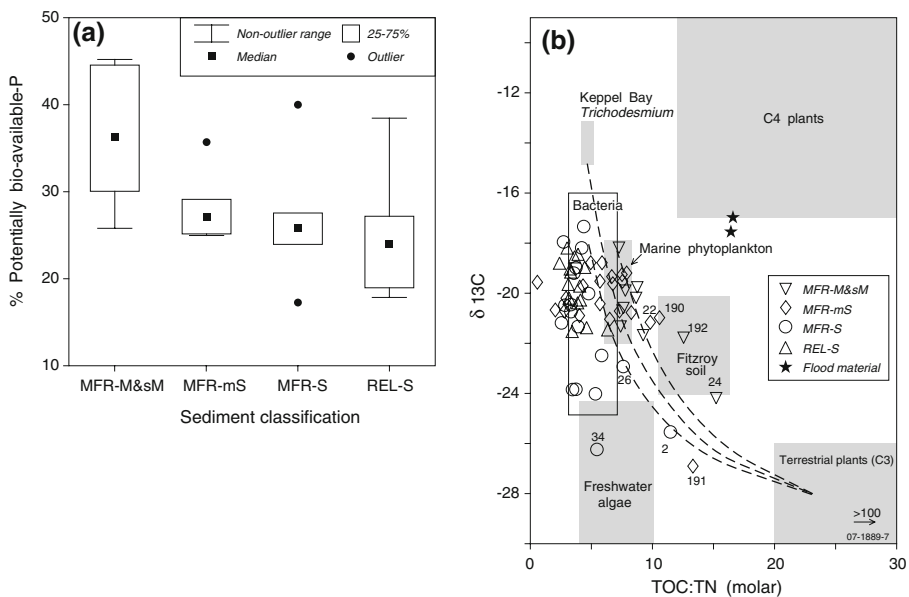 (a)
Non-outlier range
25-75%
Median
Outlier
% Potentially bio-available-P
50
40
30
20
10
MFR-M&sM
MFR-mS
MFR-S
REL-S
Sediment classification
(b)
Keppel Bay
Trichodesmium
C4 plants
Bacteria
Marine phytoplankton
MFR-M&sM
MFR-mS
MFR-S
REL-S
Flood material
22
190
192
Fitzroy
soil
24
26
34
2
191
Freshwater
algae
Terrestrial plants (C3)
>100
07-1889-7
δ 13C
-12
-16
-20
-24
-28
0
10
20
30
TOC:TN (molar)